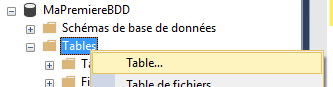 MaPremiereBDD
Schémas de base de données
Tables
Table...
Table de fichiers